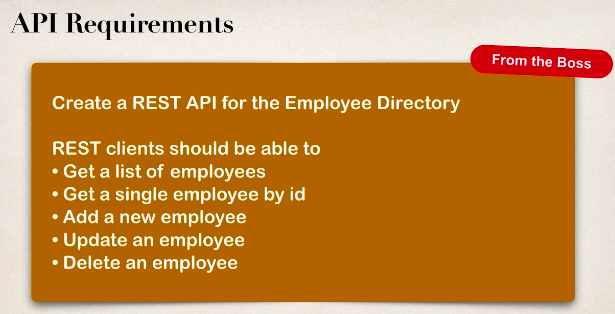 API Requirements
From the Boss
Create a REST API for the Employee Directory
REST clients should be able to
• Get a list of employees
• Get a single employee by id
• Add a new employee
• Update an employee
• Delete an employee